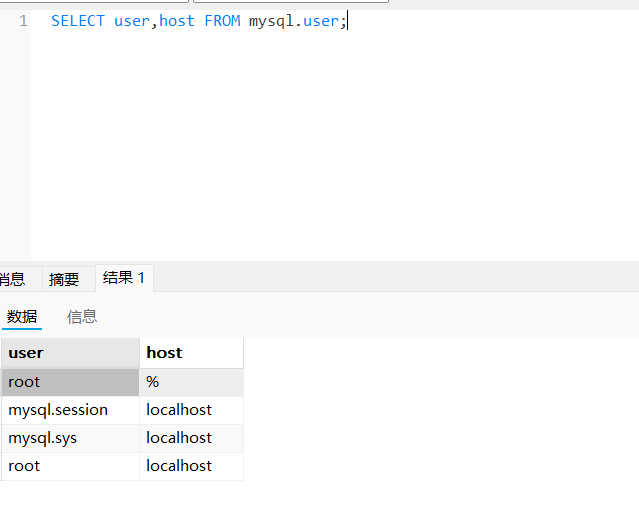 1 SELECT user,host FROM mysql.user;
消息 摘要 结果 1
数据 信息
user host
root %
mysql.session localhost
mysql.sys localhost
root localhost